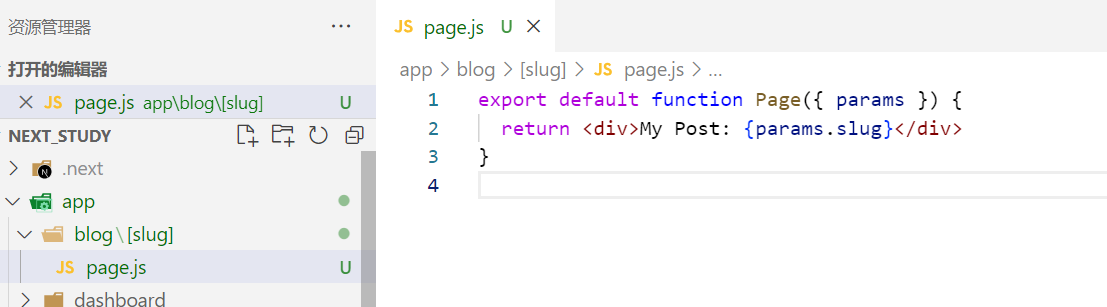 资源管理器 ...
打开的编辑器
JS page.js app\blog\[slug] U
NEXT_STUDY
N .next
app
blog\[slug]
JS page.js U
dashboard
JS page.js U
app > blog > [slug] > JS page.js > ...
1 export default function Page({ params }) {
2 return <div>My Post: {params.slug}</div>
3 }
4